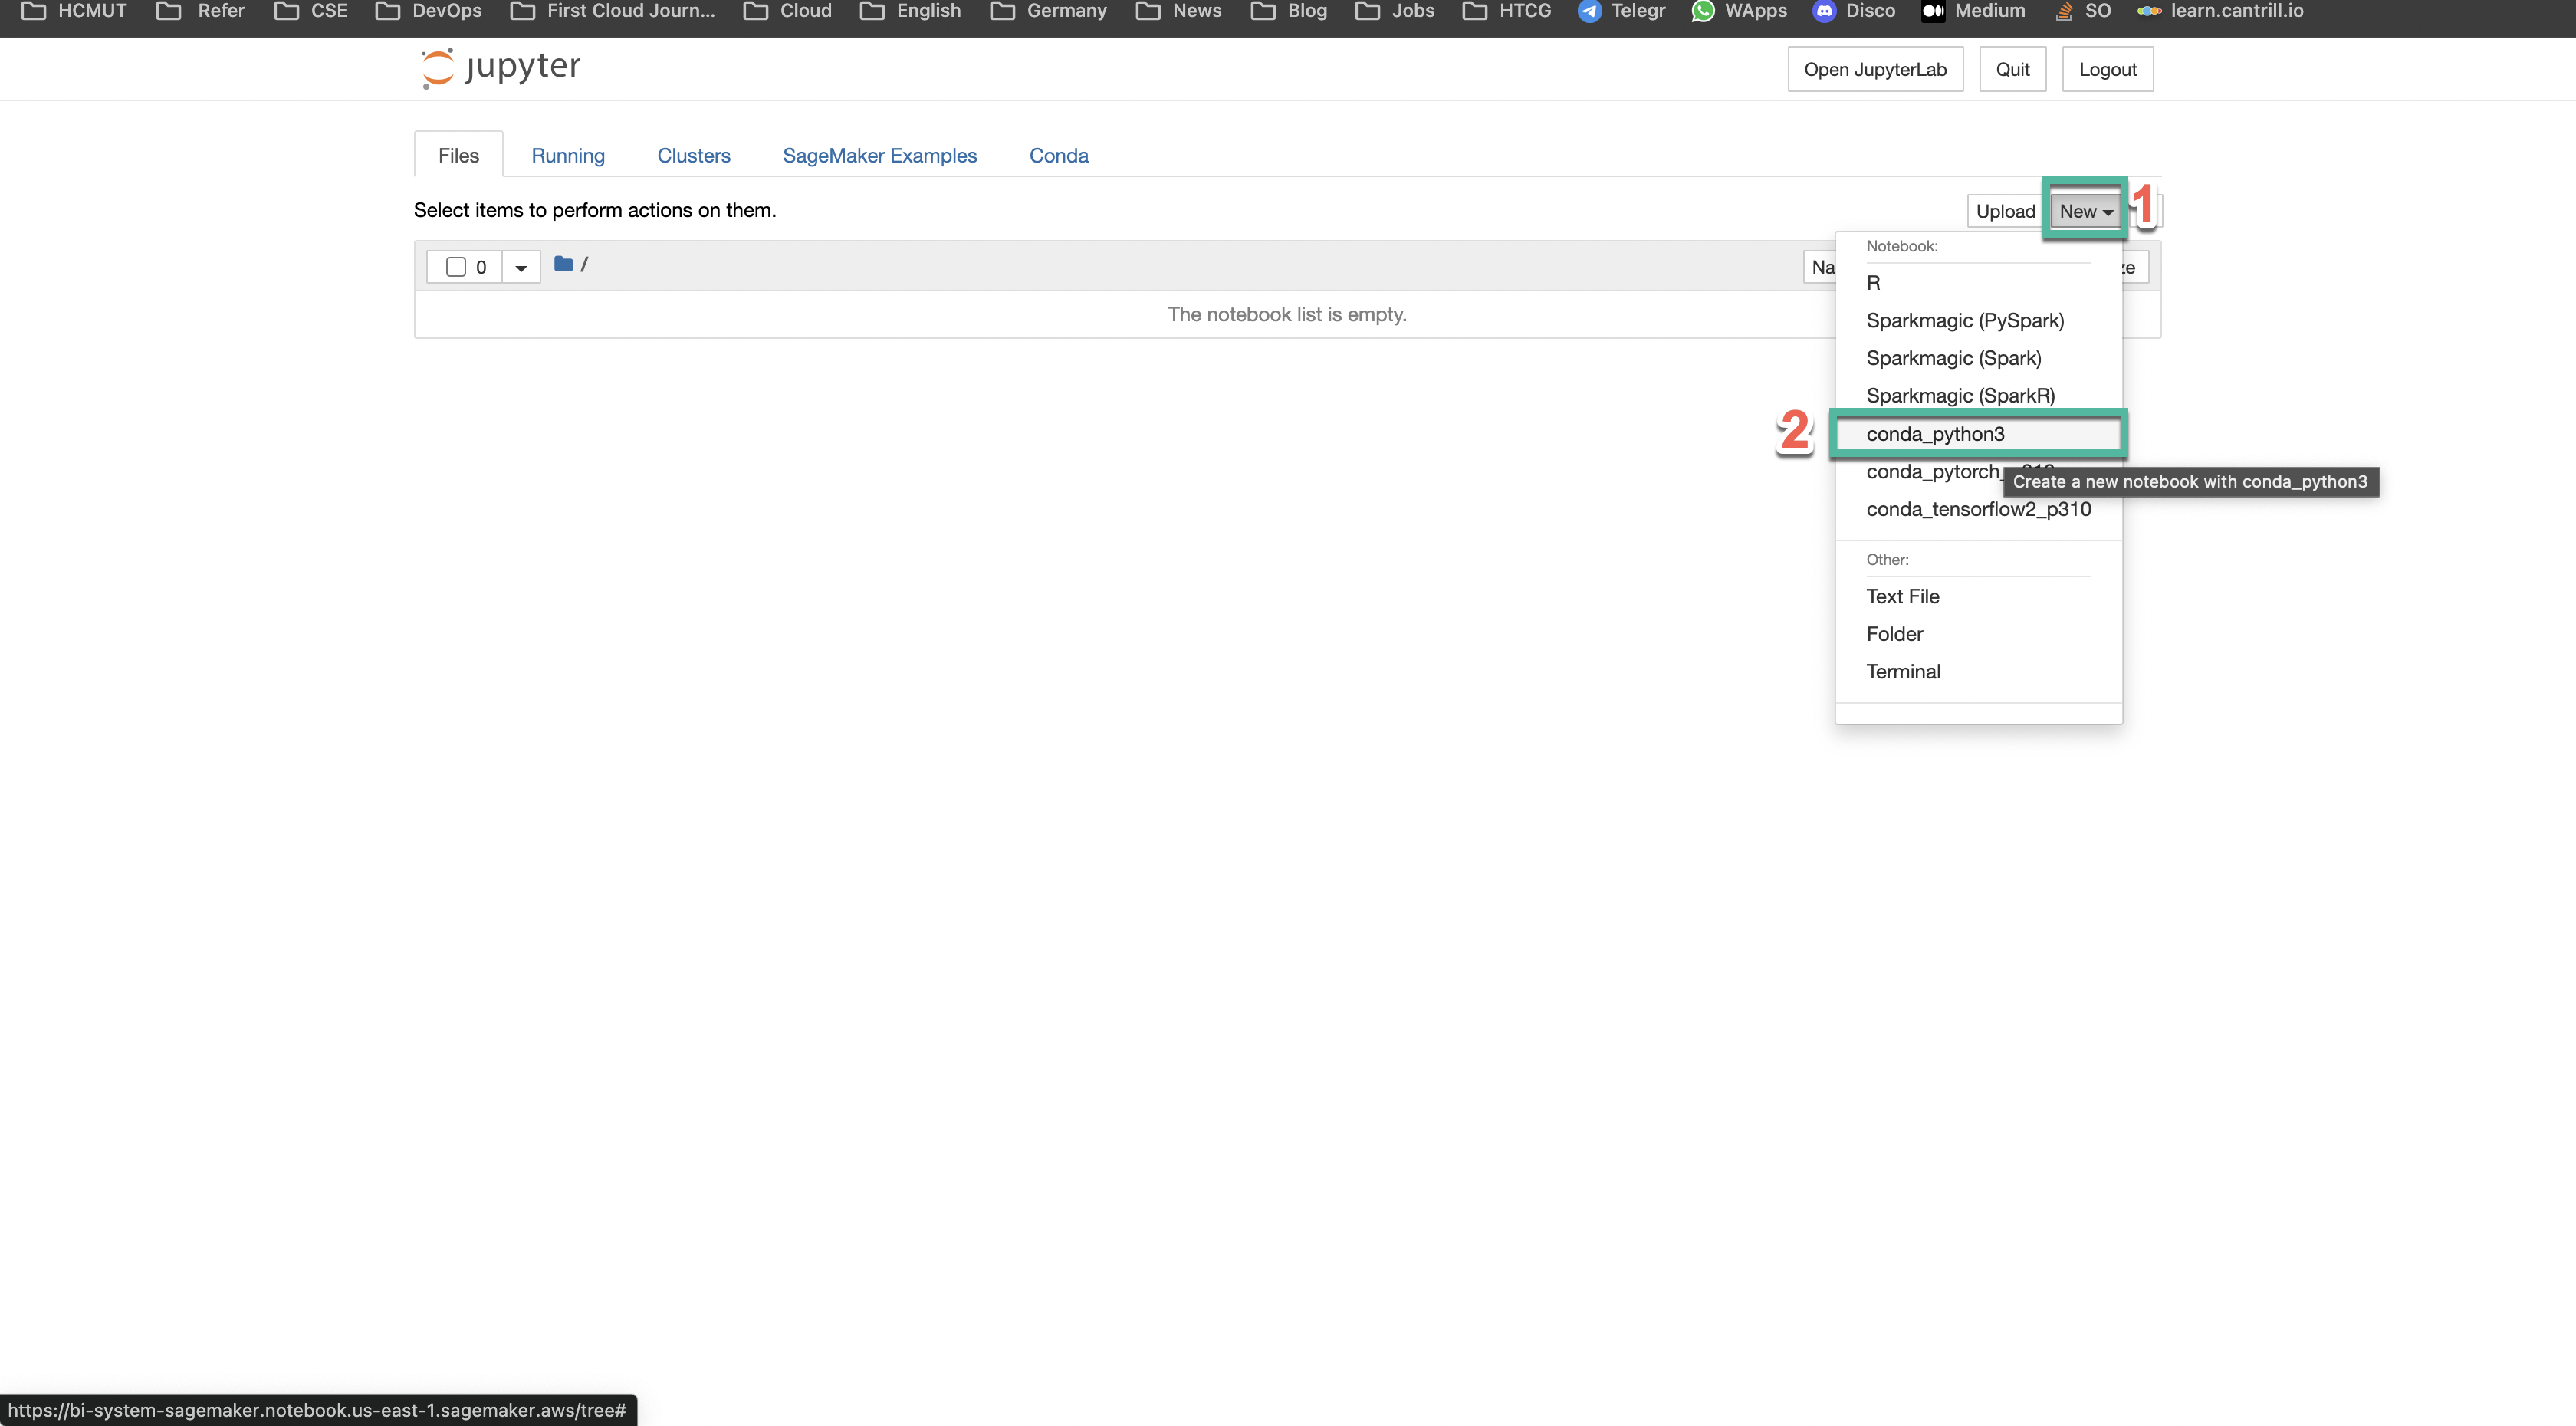 HCMUT Refer CSE DevOps First Cloud Journ... Cloud English Germany News Blog Jobs HTCG Telegr WApps Disco Medium SO learn.cantrill.io
jupyter
Open JupyterLab Quit Logout
Files Running Clusters SageMaker Examples Conda
Select items to perform actions on them.
Upload New 1
0 /
The notebook list is empty.
Notebook:
R
Sparkmagic (PySpark)
Sparkmagic (Spark)
Sparkmagic (SparkR)
2 conda_python3
conda_pytorch_
Create a new notebook with conda_python3
conda_tensorflow2_p310
Other:
Text File
Folder
Terminal
https://bi-system-sagemaker.notebook.us-east-1.sagemaker.aws/tree#